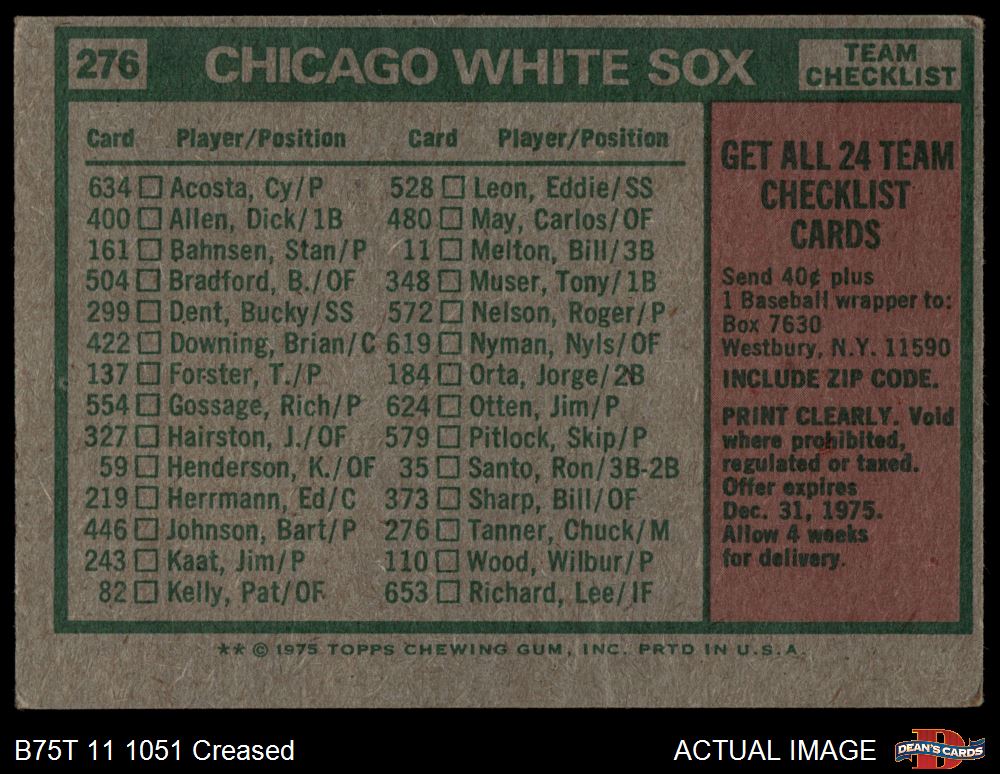 276 CHICAGO WHITE SOX TEAM CHECKLIST
Card Player/Position Card Player/Position
634 Acosta, Cy/P 528 Leon, Eddie/SS
400 Allen, Dick/1B 480 May, Carlos/OF
161 Bahnsen, Stan/P 11 Melton, Bill/3B
504 Bradford, B./OF 348 Muser, Tony/1B
299 Dent, Bucky/SS 572 Nelson, Roger/P
422 Downing, Brian/C 619 Nyman, Nyls/OF
137 Forster, T./P 184 Orta, Jorge/2B
554 Gossage, Rich/P 624 Otten, Jim/P
327 Hairston, J./OF 579 Pitlock, Skip/P
59 Henderson, K./OF 35 Santo, Ron/3B-2B
219 Herrmann, Ed/C 373 Sharp, Bill/OF
446 Johnson, Bart/P 276 Tanner, Chuck/M
243 Kaat, Jim/P 110 Wood, Wilbur/P
82 Kelly, Pat/OF 653 Richard, Lee/IF
GET ALL 24 TEAM
CHECKLIST
CARDS
Send 40¢ plus
1 Baseball wrapper to:
Box 7630
Westbury, N.Y. 11590
INCLUDE ZIP CODE.
PRINT CLEARLY. Void
where prohibited,
regulated or taxed.
Offer expires
Dec. 31, 1975.
Allow 4 weeks
for delivery.
** © 1975 TOPPS CHEWING GUM, INC. PRTD IN U.S.A.
B75T 11 1051 Creased ACTUAL IMAGE DEAN'S CARDS